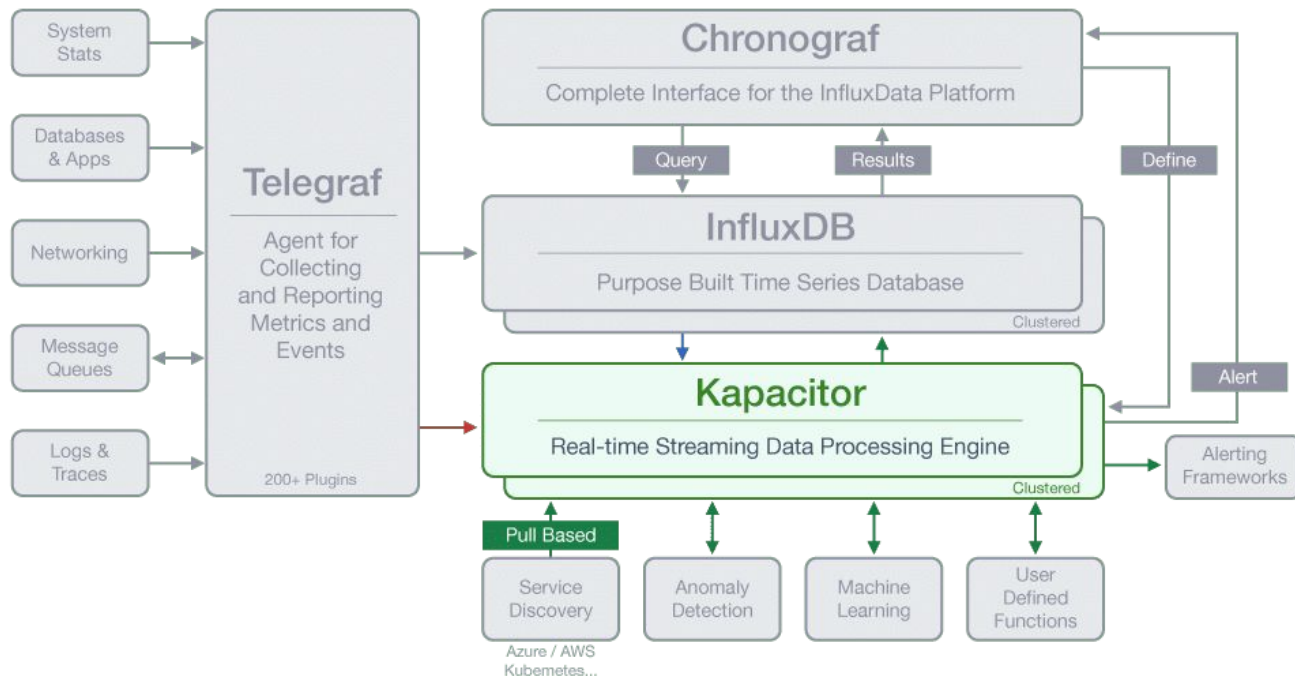 System
Stats
Databases
& Apps
Networking
Message
Queues
Logs &
Traces
Telegraf
Agent for
Collecting
and Reporting
Metrics and
Events
200+ Plugins
Chronograf
Complete Interface for the InfluxData Platform
Query
Results
Define
InfluxDB
Purpose Built Time Series Database
Clustered
Alert
Kapacitor
Real-time Streaming Data Processing Engine
Clustered
Alerting
Frameworks
Pull Based
Service
Discovery
Azure / AWS
Kubernetes...
Anomaly
Detection
Machine
Learning
User
Defined
Functions